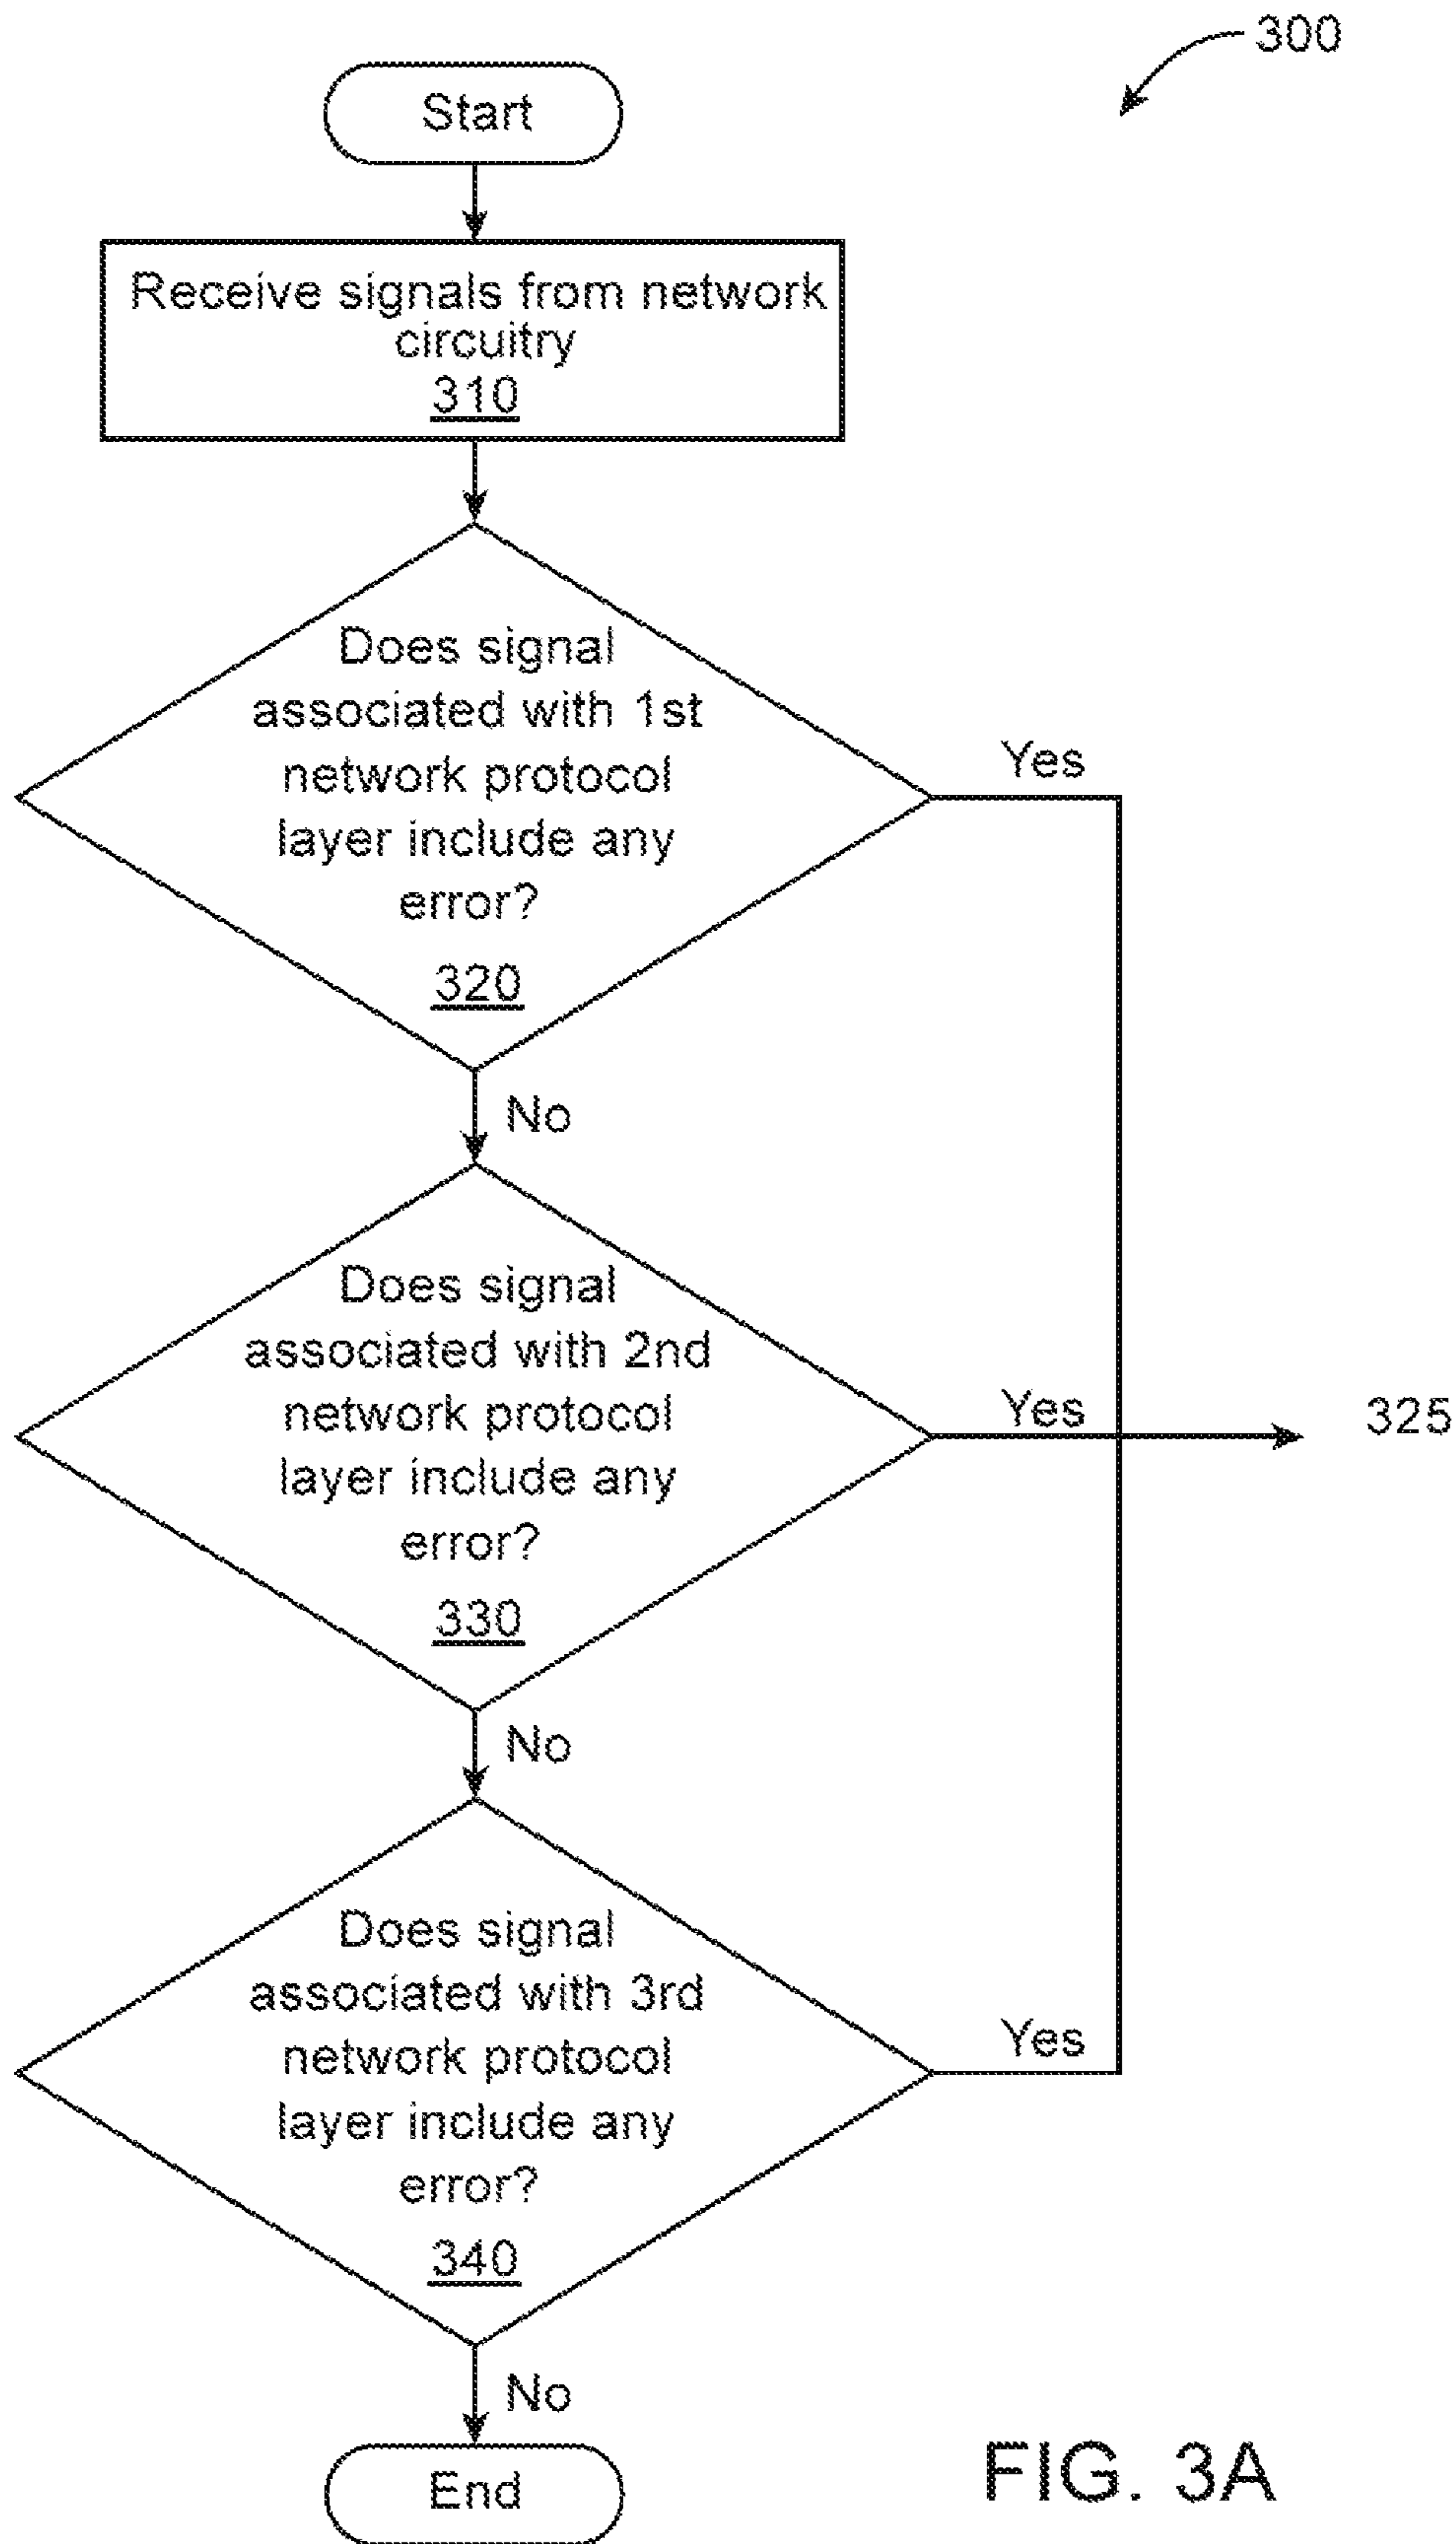 300
Start
Receive signals from network
circuitry
310
Does signal
associated with 1st
network protocol
layer include any
error?
320
Yes
No
Does signal
associated with 2nd
network protocol
layer include any
error?
330
Yes
325
No
Does signal
associated with 3rd
network protocol
layer include any
error?
340
Yes
No
End
FIG. 3A